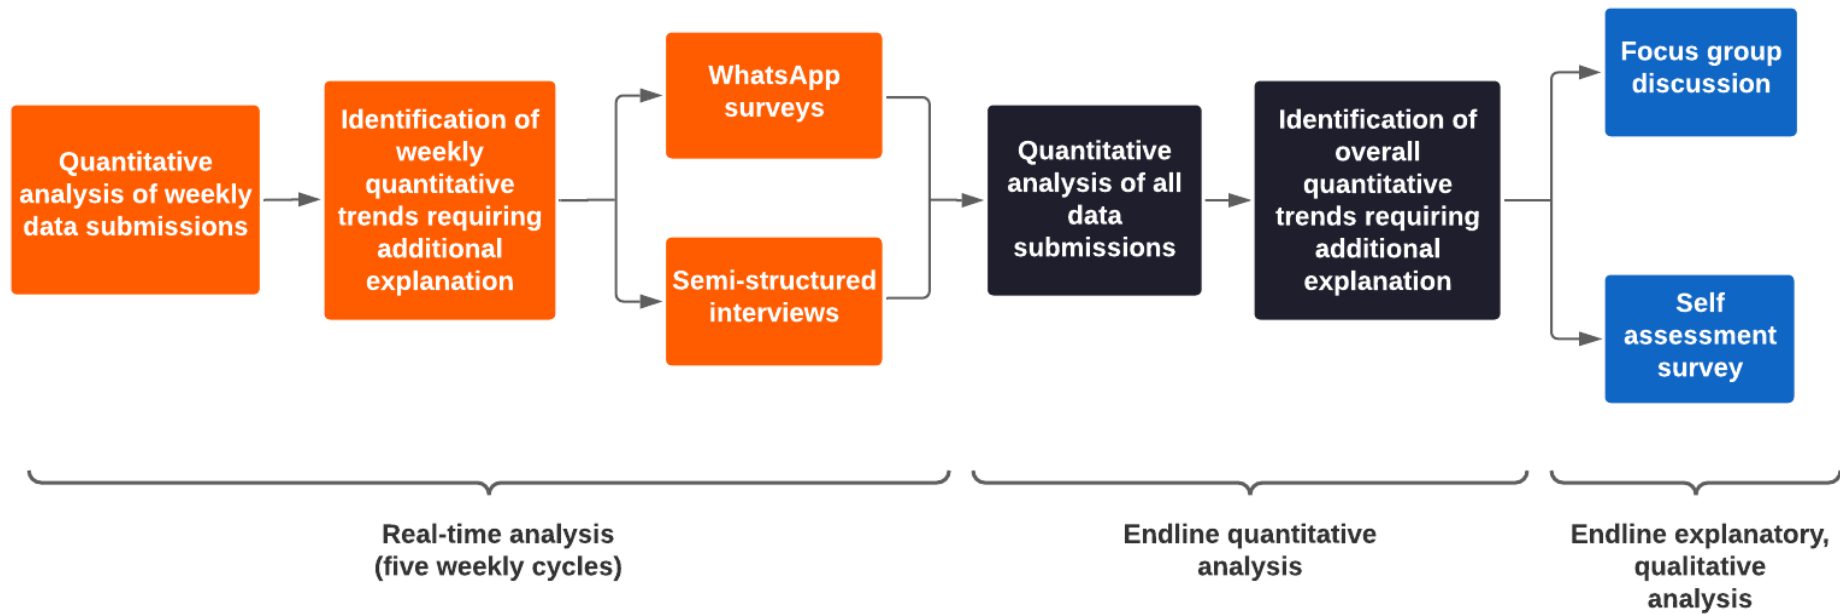 Quantitative
analysis of weekly
data submissions
Identification of
weekly
quantitative
trends requiring
additional
explanation
WhatsApp
surveys
Semi-structured
interviews
Quantitative
analysis of all
data
submissions
Identification of
overall
quantitative
trends requiring
additional
explanation
Focus group
discussion
Self
assessment
survey
Real-time analysis
(five weekly cycles)
Endline quantitative
analysis
Endline explanatory,
qualitative
analysis